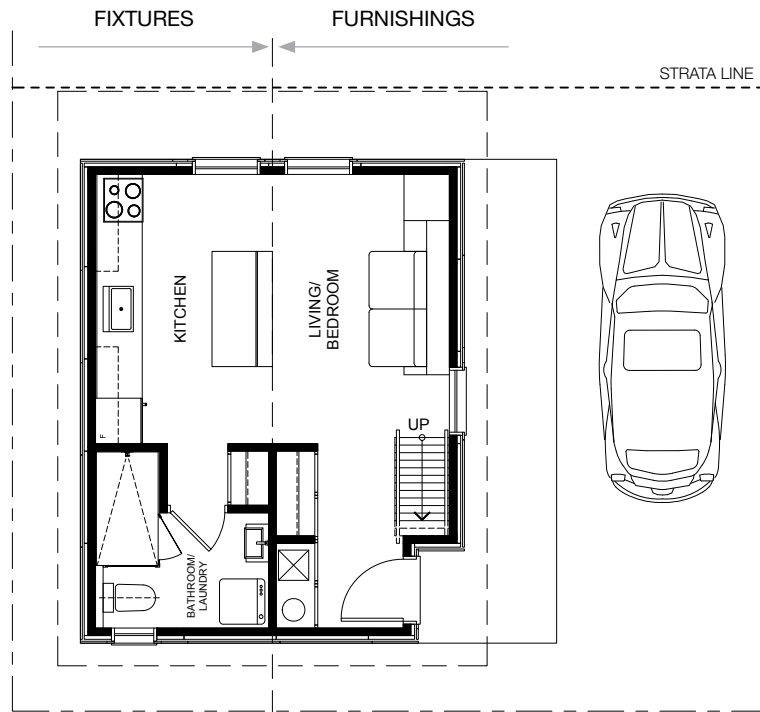 FIXTURES
FURNISHINGS
STRATA LINE
KITCHEN
LIVING/
BEDROOM
UP
F
BATHROOM/
LAUNDRY